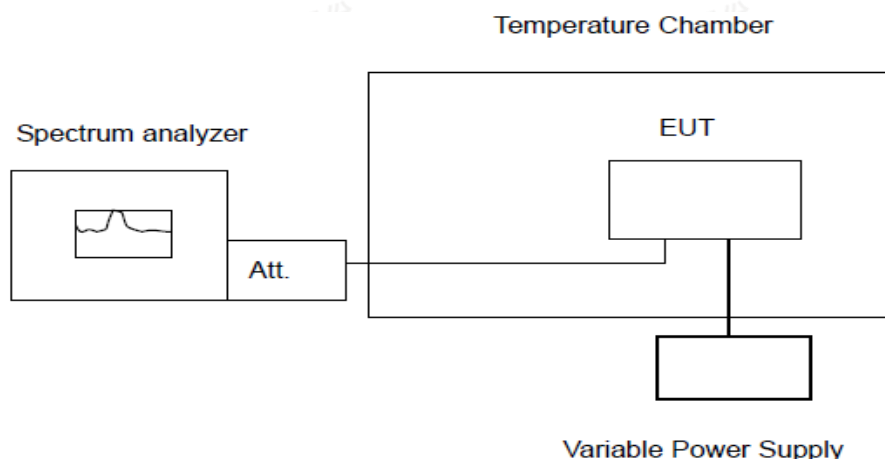 Temperature Chamber
Spectrum analyzer
EUT
Att.
Variable Power Supply